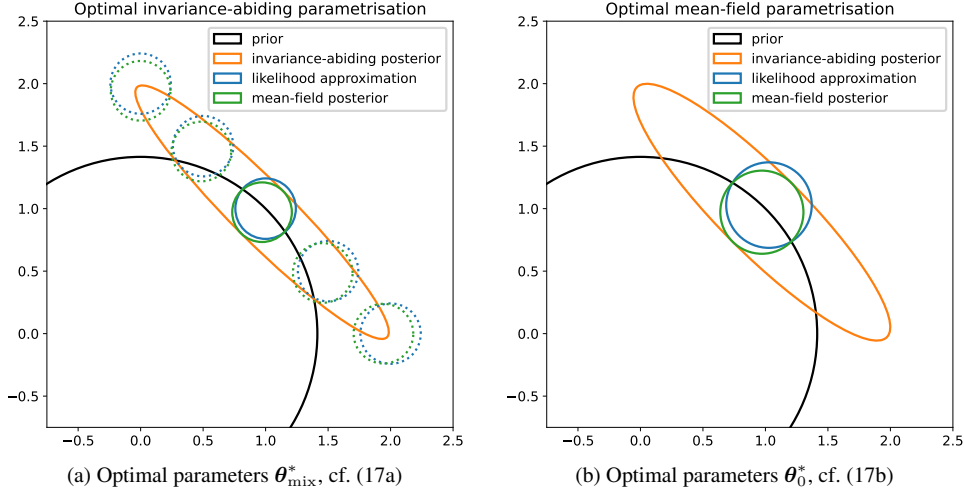 Optimal invariance-abiding parametrisation
prior
invariance-abiding posterior
likelihood approximation
mean-field posterior
2.5
2.0
1.5
1.0
0.5
0.0
−0.5
−0.5 0.0 0.5 1.0 1.5 2.0 2.5
(a) Optimal parameters θ*mix, cf. (17a)
Optimal mean-field parametrisation
prior
invariance-abiding posterior
likelihood approximation
mean-field posterior
2.5
2.0
1.5
1.0
0.5
0.0
−0.5
−0.5 0.0 0.5 1.0 1.5 2.0 2.5
(b) Optimal parameters θ*0, cf. (17b)